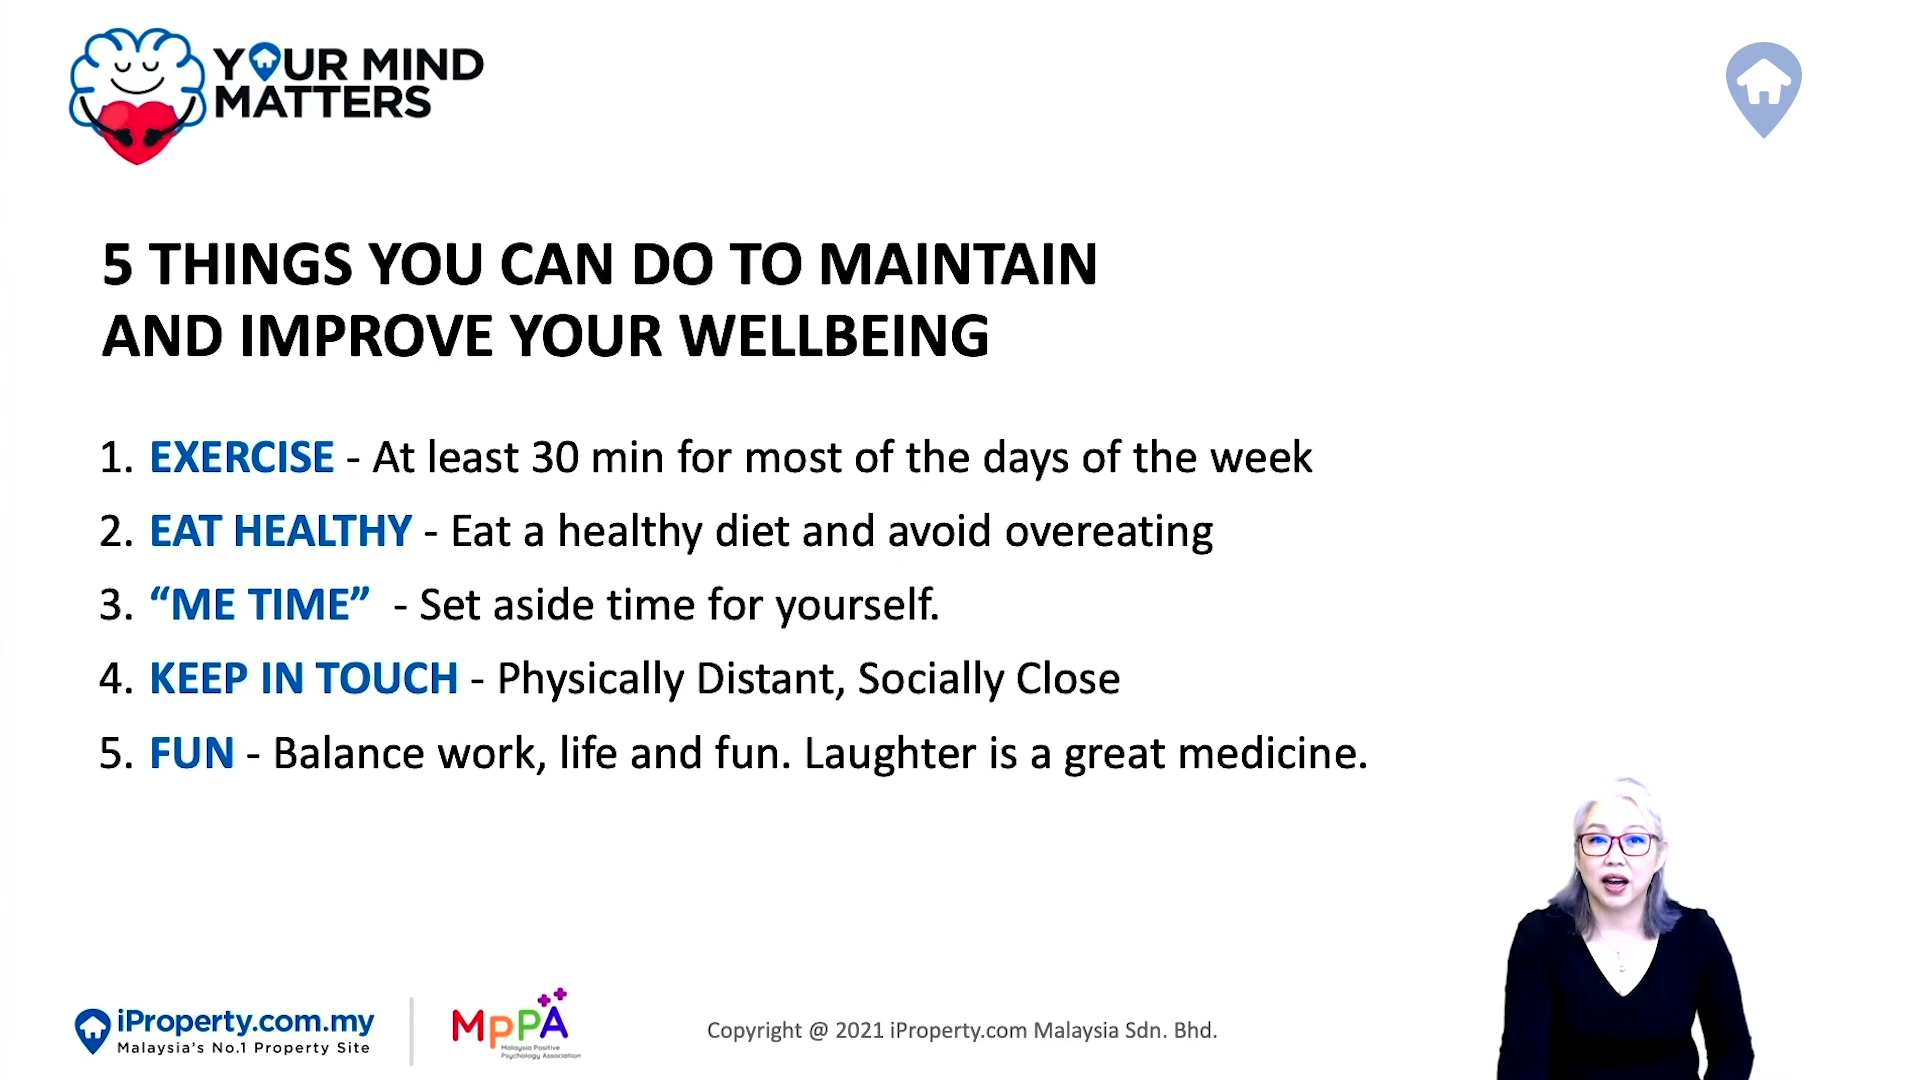 YOUR MIND
MATTERS
5 THINGS YOU CAN DO TO MAINTAIN
AND IMPROVE YOUR WELLBEING
1. EXERCISE - At least 30 min for most of the days of the week
2. EAT HEALTHY - Eat a healthy diet and avoid overeating
3. “ME TIME” - Set aside time for yourself.
4. KEEP IN TOUCH - Physically Distant, Socially Close
5. FUN - Balance work, life and fun. Laughter is a great medicine.
iProperty.com.my
Malaysia's No.1 Property Site
MPPA
Malaysia Positive
Psychology Association
Copyright @ 2021 iProperty.com Malaysia Sdn. Bhd.